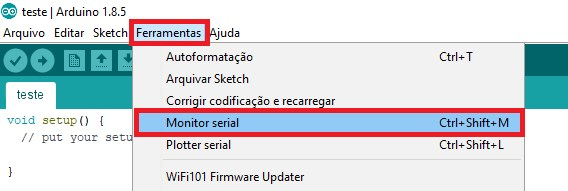 teste | Arduino 1.8.5
Arquivo Editar Sketch Ferramentas Ajuda
Autoformatação Ctrl+T
Arquivar Sketch
Corrigir codificação e recarregar
teste
Monitor serial Ctrl+Shift+M
void setup() {
// put your setu
Plotter serial Ctrl+Shift+L
}
WiFi101 Firmware Updater